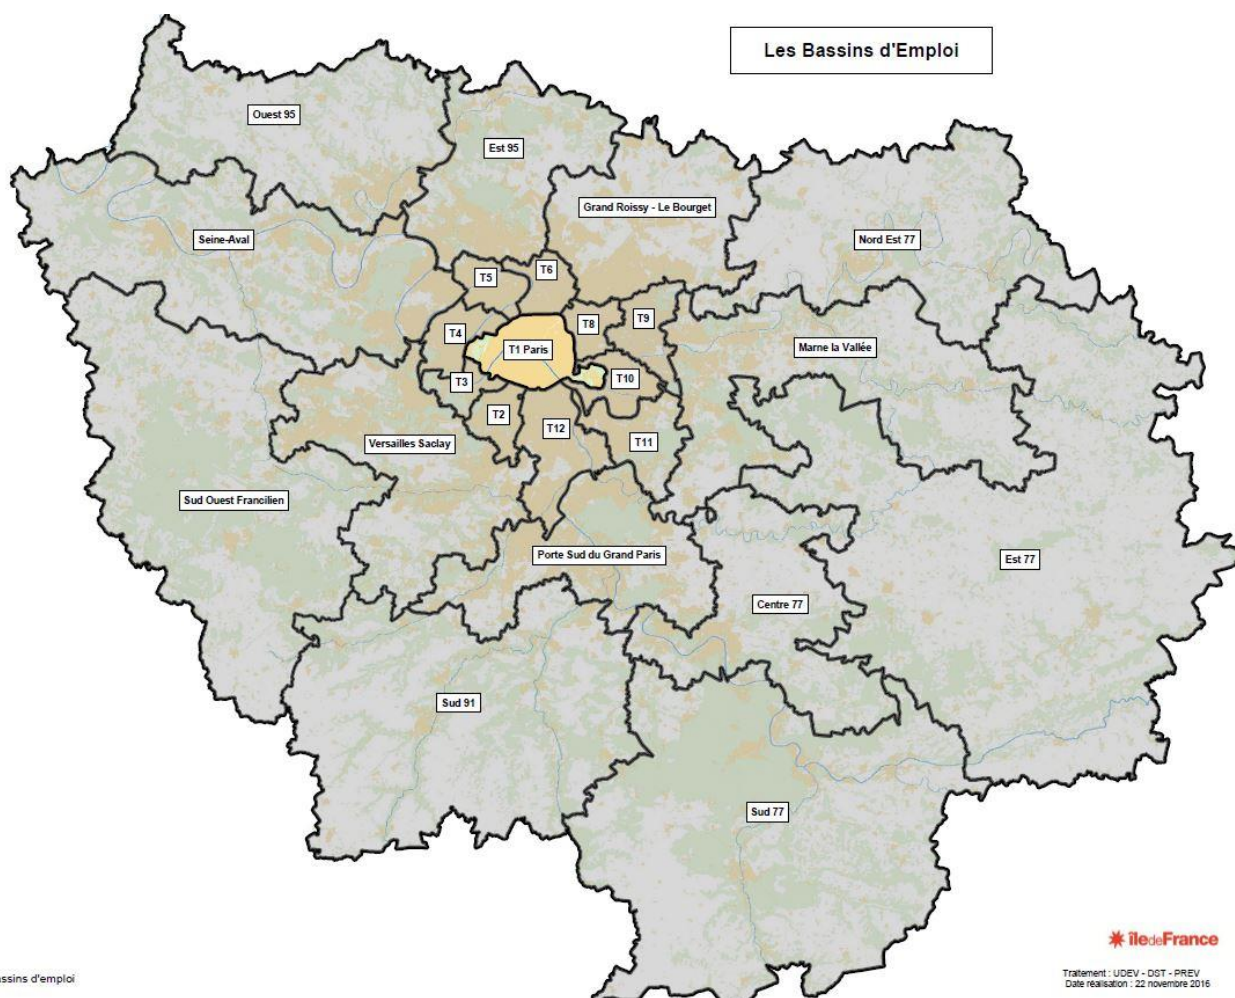 Les Bassins d'Emploi
Ouest 95
Est 95
Grand Roissy - Le Bourget
Seine-Aval
Nord Est 77
T5
T6
T4
T8
T9
T1 Paris
Marne la Vallée
T3
T10
T2
T12
T11
Versailles Saclay
Sud Ouest Francilien
Porte Sud du Grand Paris
Est 77
Centre 77
Sud 91
Sud 77
îledeFrance
assins d'emploi
Traitement : UDEV - DST - PREV
Date réalisation : 22 novembre 2016